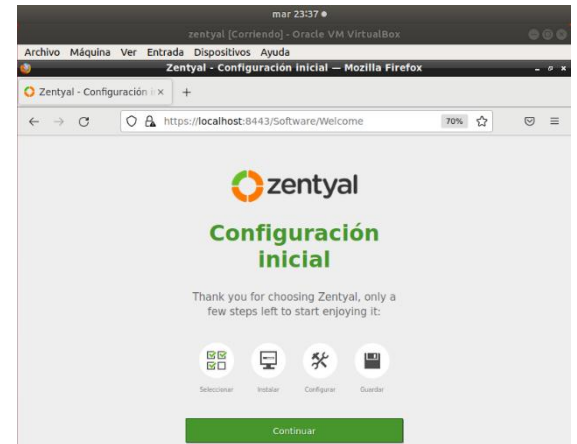 mar 23:37
zentyal [Corriendo] - Oracle VM VirtualBox
Archivo Máquina Ver Entrada Dispositivos Ayuda
Zentyal - Configuración inicial — Mozilla Firefox
Zentyal - Configuración i
https://localhost:8443/Software/Welcome 70%
zentyal
Configuración
inicial
Thank you for choosing Zentyal, only a
few steps left to start enjoying it:
Seleccionar Instalar Configurar Guardar
Continuar